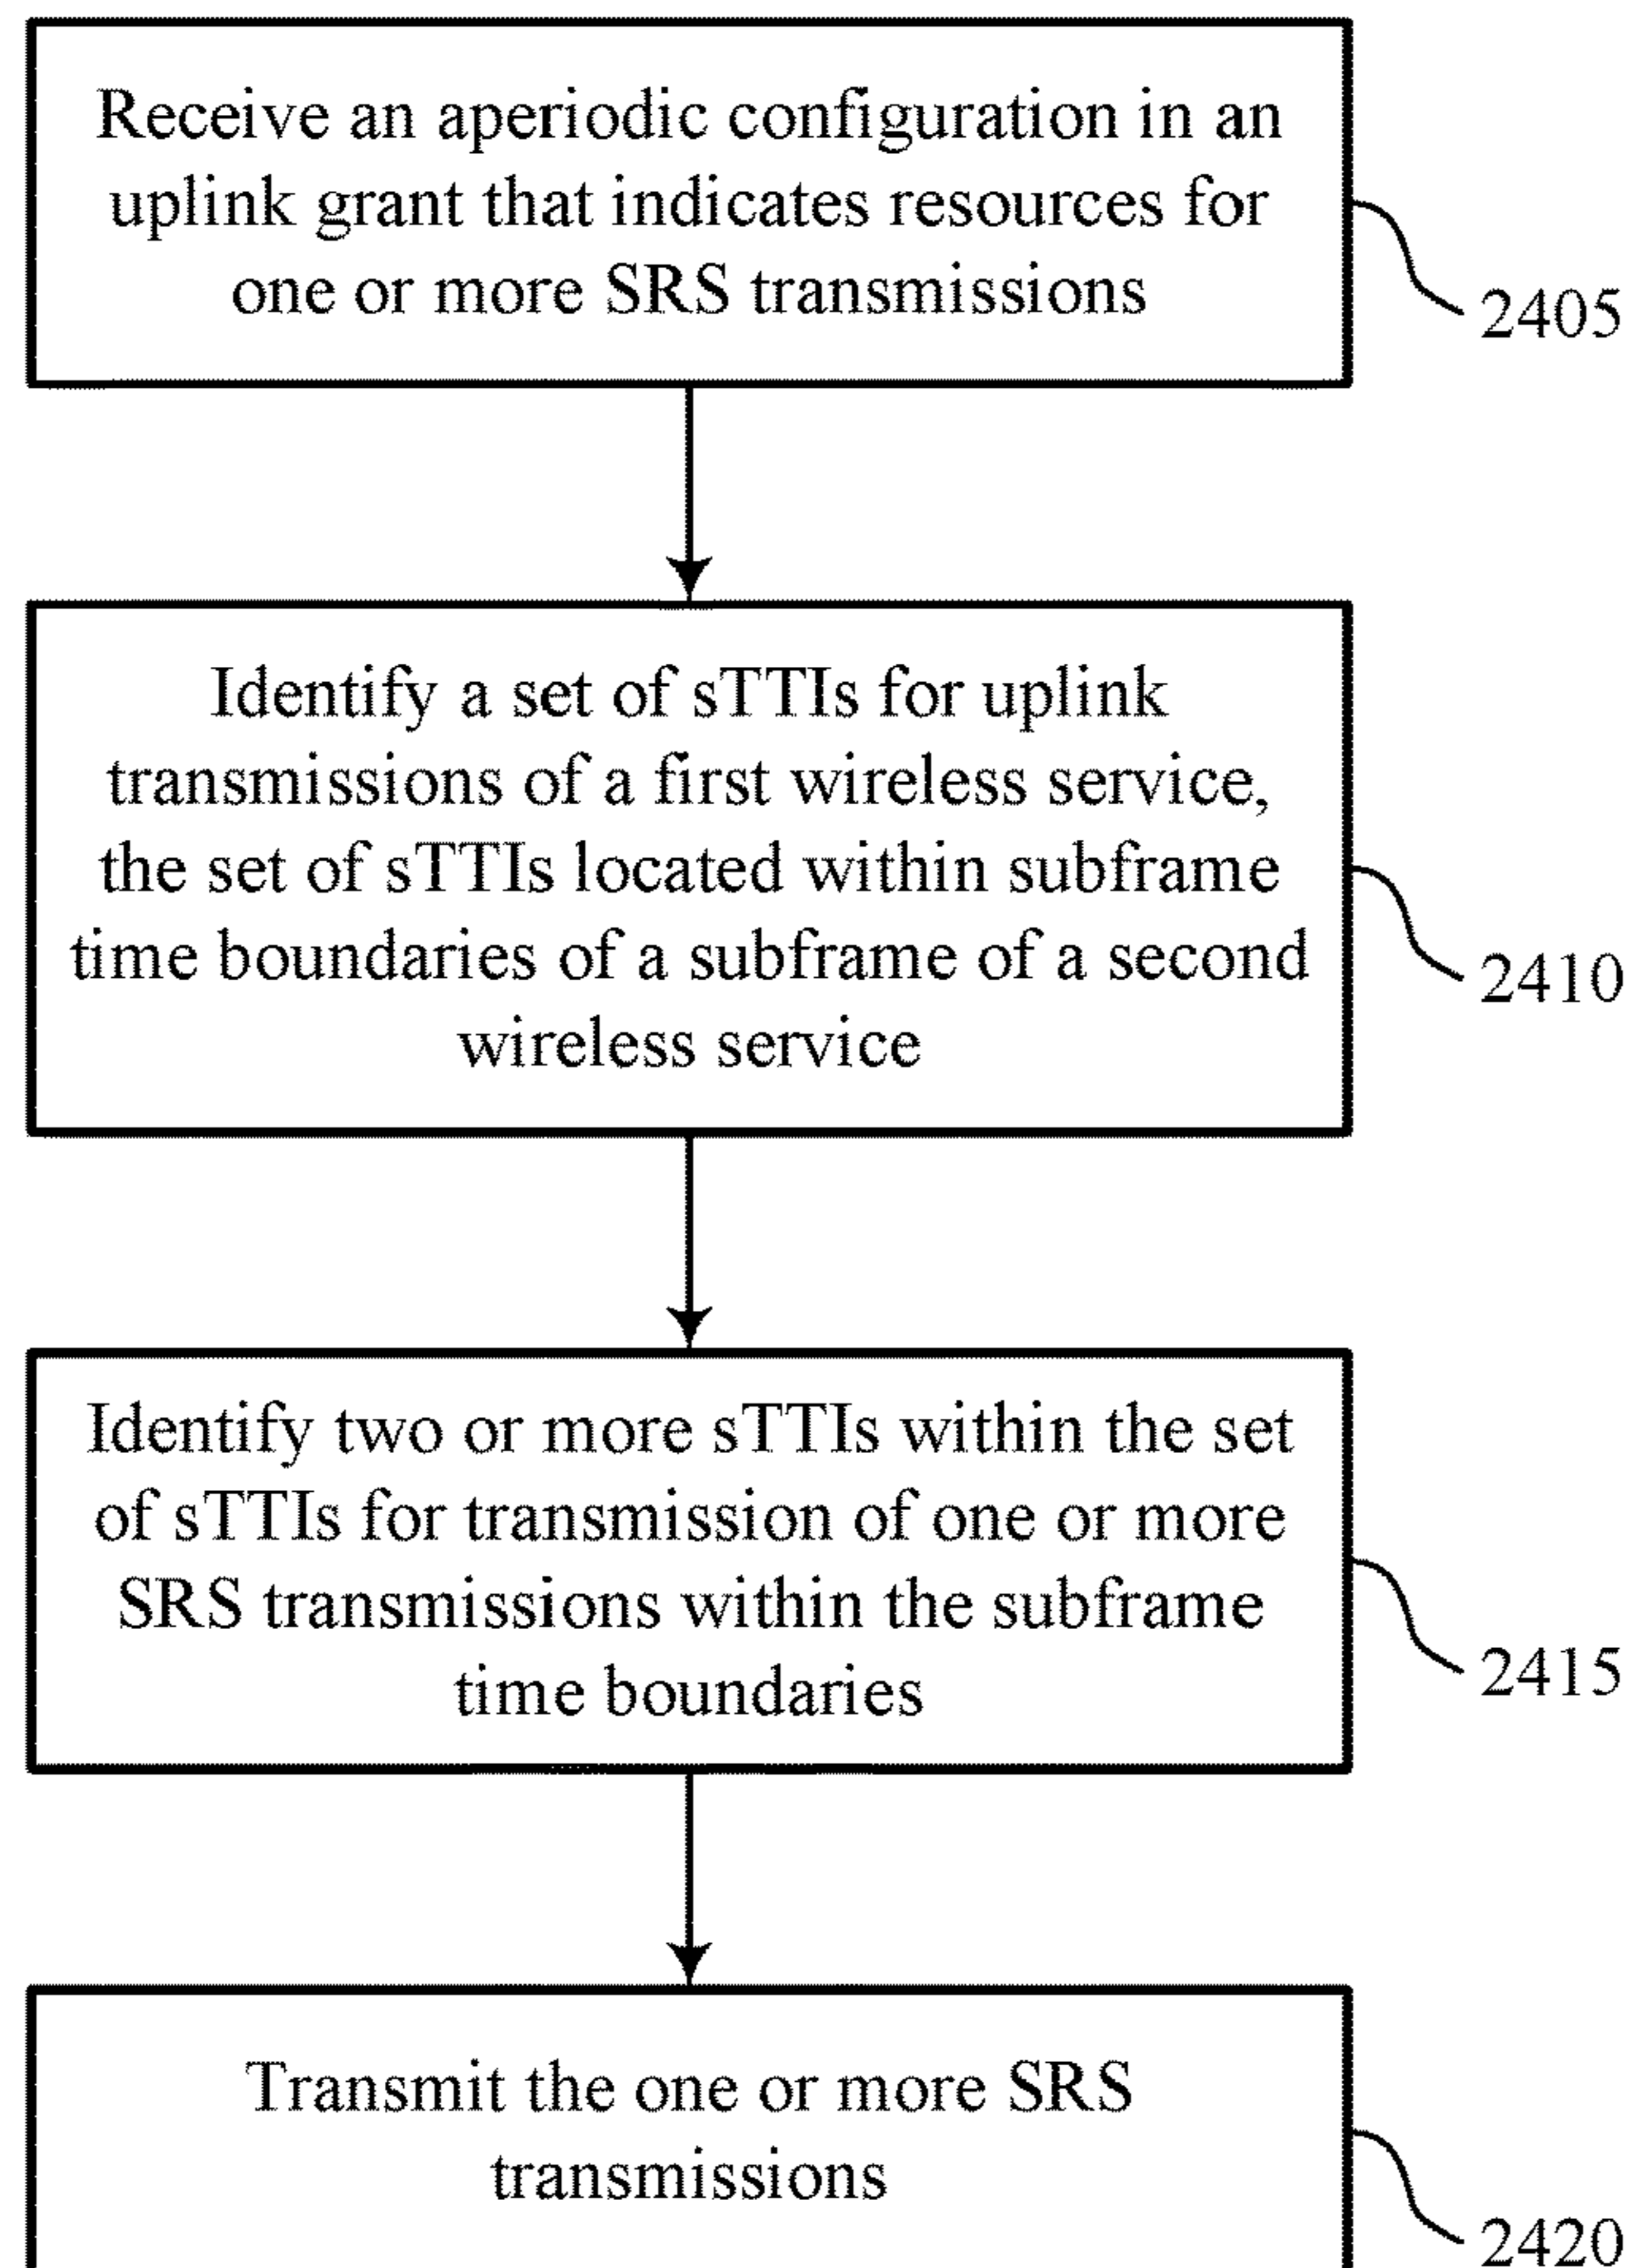 Receive an aperiodic configuration in an
uplink grant that indicates resources for
one or more SRS transmissions
2405
Identify a set of sTTIs for uplink
transmissions of a first wireless service,
the set of sTTIs located within subframe
time boundaries of a subframe of a second
wireless service
2410
Identify two or more sTTIs within the set
of sTTIs for transmission of one or more
SRS transmissions within the subframe
time boundaries
2415
Transmit the one or more SRS
transmissions
2420